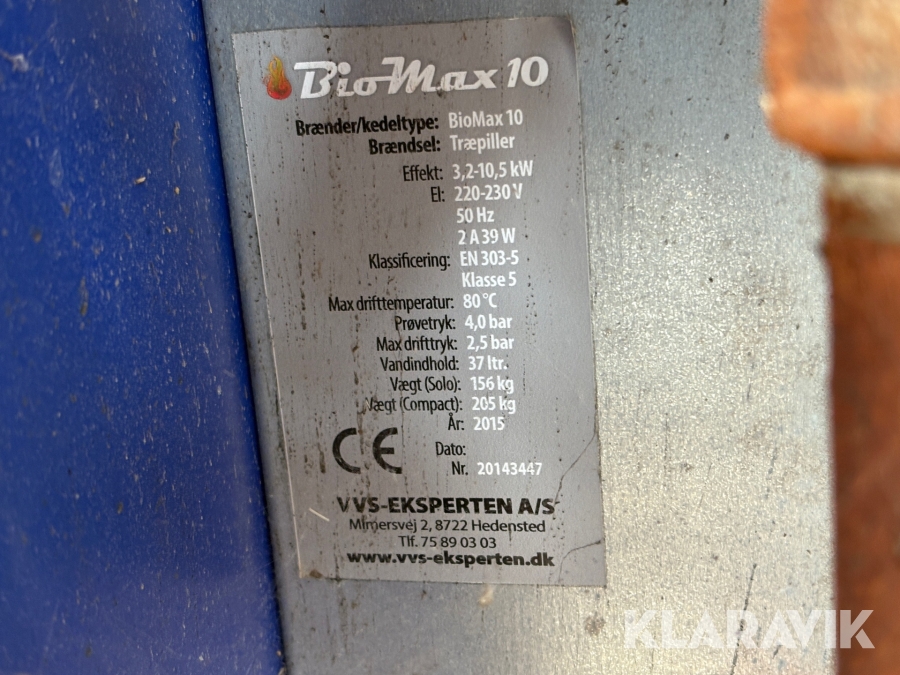 BioMax 10
Brænder/kedeltype: BioMax 10
Brændsel: Træpiller
Effekt: 3,2-10,5 kW
El: 220-230 V
50 Hz
2 A 39 W
Klassificering: EN 303-5
Klasse 5
Max drifttemperatur: 80 °C
Prøvetryk: 4,0 bar
Max drifttryk: 2,5 bar
Vandindhold: 37 ltr.
Vægt (Solo): 156 kg
Vægt (Compact): 205 kg
År: 2015
CE
Dato:
Nr. 20143447
VVS-EKSPERTEN A/S
Mimersvej 2, 8722 Hedensted
Tlf. 75 89 03 03
www.vvs-eksperten.dk
KLARAVIK